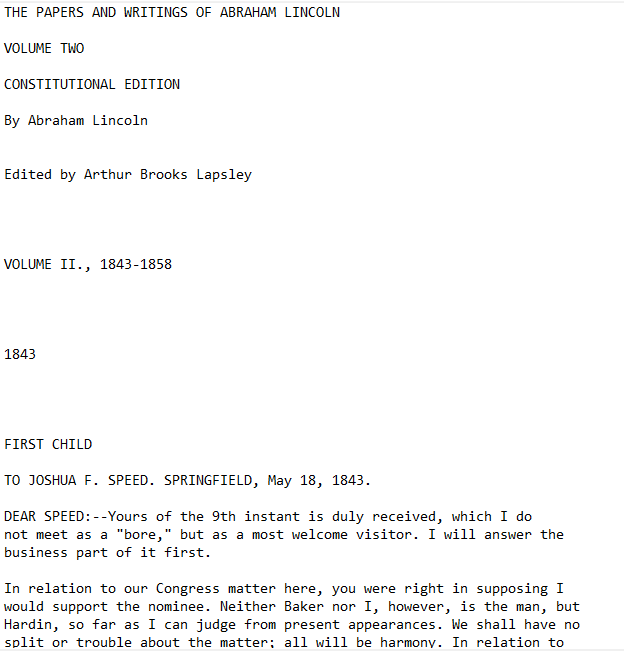 THE PAPERS AND WRITINGS OF ABRAHAM LINCOLN
VOLUME TWO
CONSTITUTIONAL EDITION
By Abraham Lincoln
Edited by Arthur Brooks Lapsley
VOLUME II., 1843-1858
1843
FIRST CHILD
TO JOSHUA F. SPEED. SPRINGFIELD, May 18, 1843.
DEAR SPEED:--Yours of the 9th instant is duly received, which I do
not meet as a "bore," but as a most welcome visitor. I will answer the
business part of it first.
In relation to our Congress matter here, you were right in supposing I
would support the nominee. Neither Baker nor I, however, is the man, but
Hardin, so far as I can judge from present appearances. We shall have no
split or trouble about the matter; all will be harmony. In relation to